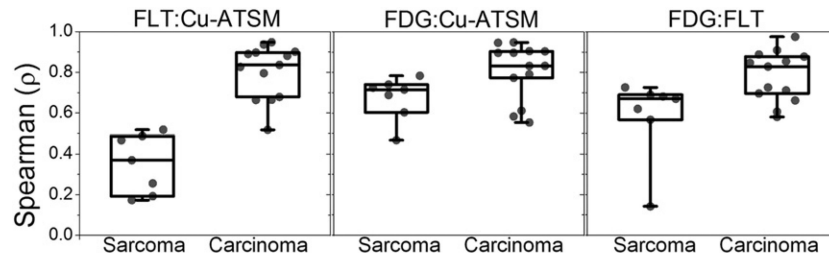 FLT:Cu-ATSM FDG:Cu-ATSM FDG:FLT
Spearman (ρ)
1.0
0.8
0.6
0.4
0.2
0.0
Sarcoma Carcinoma Sarcoma Carcinoma Sarcoma Carcinoma